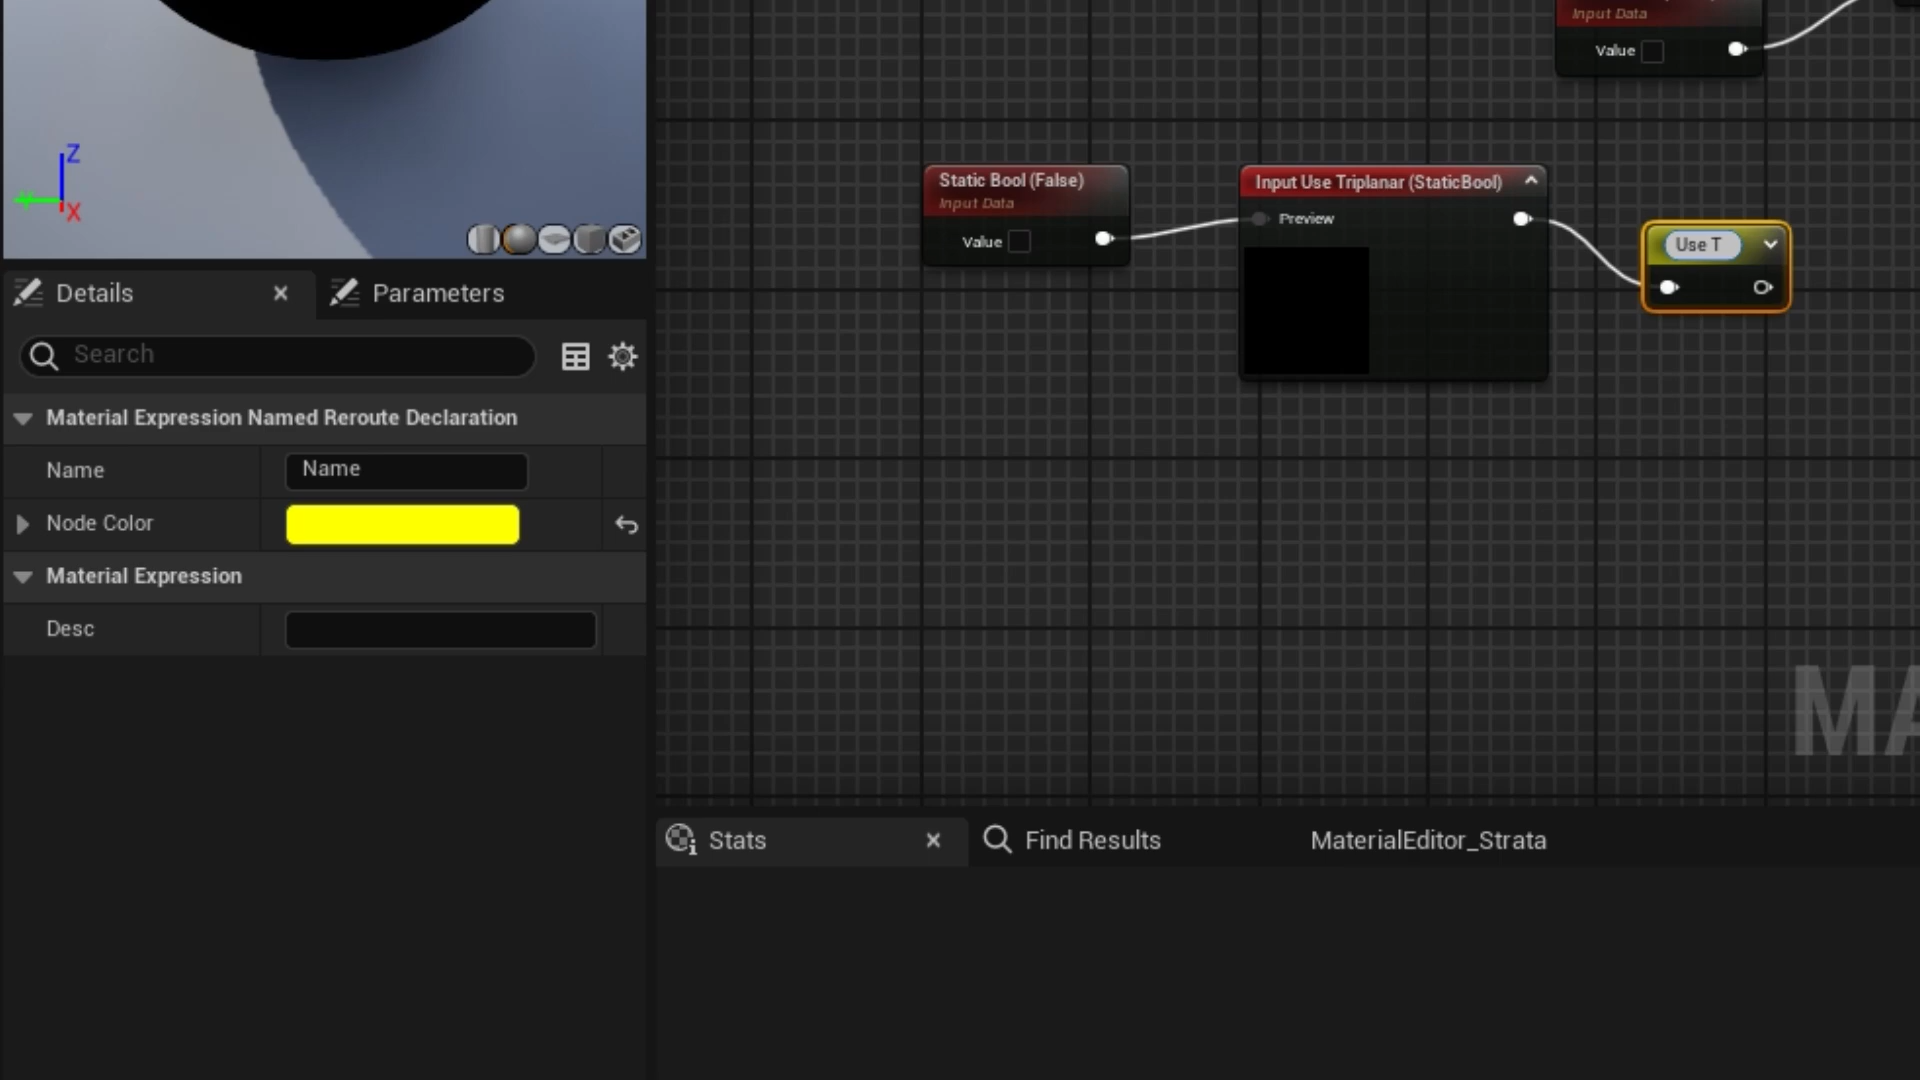 Input Data
Value
Z
X
Static Bool (False)
Input Data
Value
Input Use Triplanar (StaticBool)
Preview
Use T
Details
Parameters
Search
Material Expression Named Reroute Declaration
Name
Name
Node Color
Material Expression
Desc
MA
Stats
Find Results
MaterialEditor_Strata